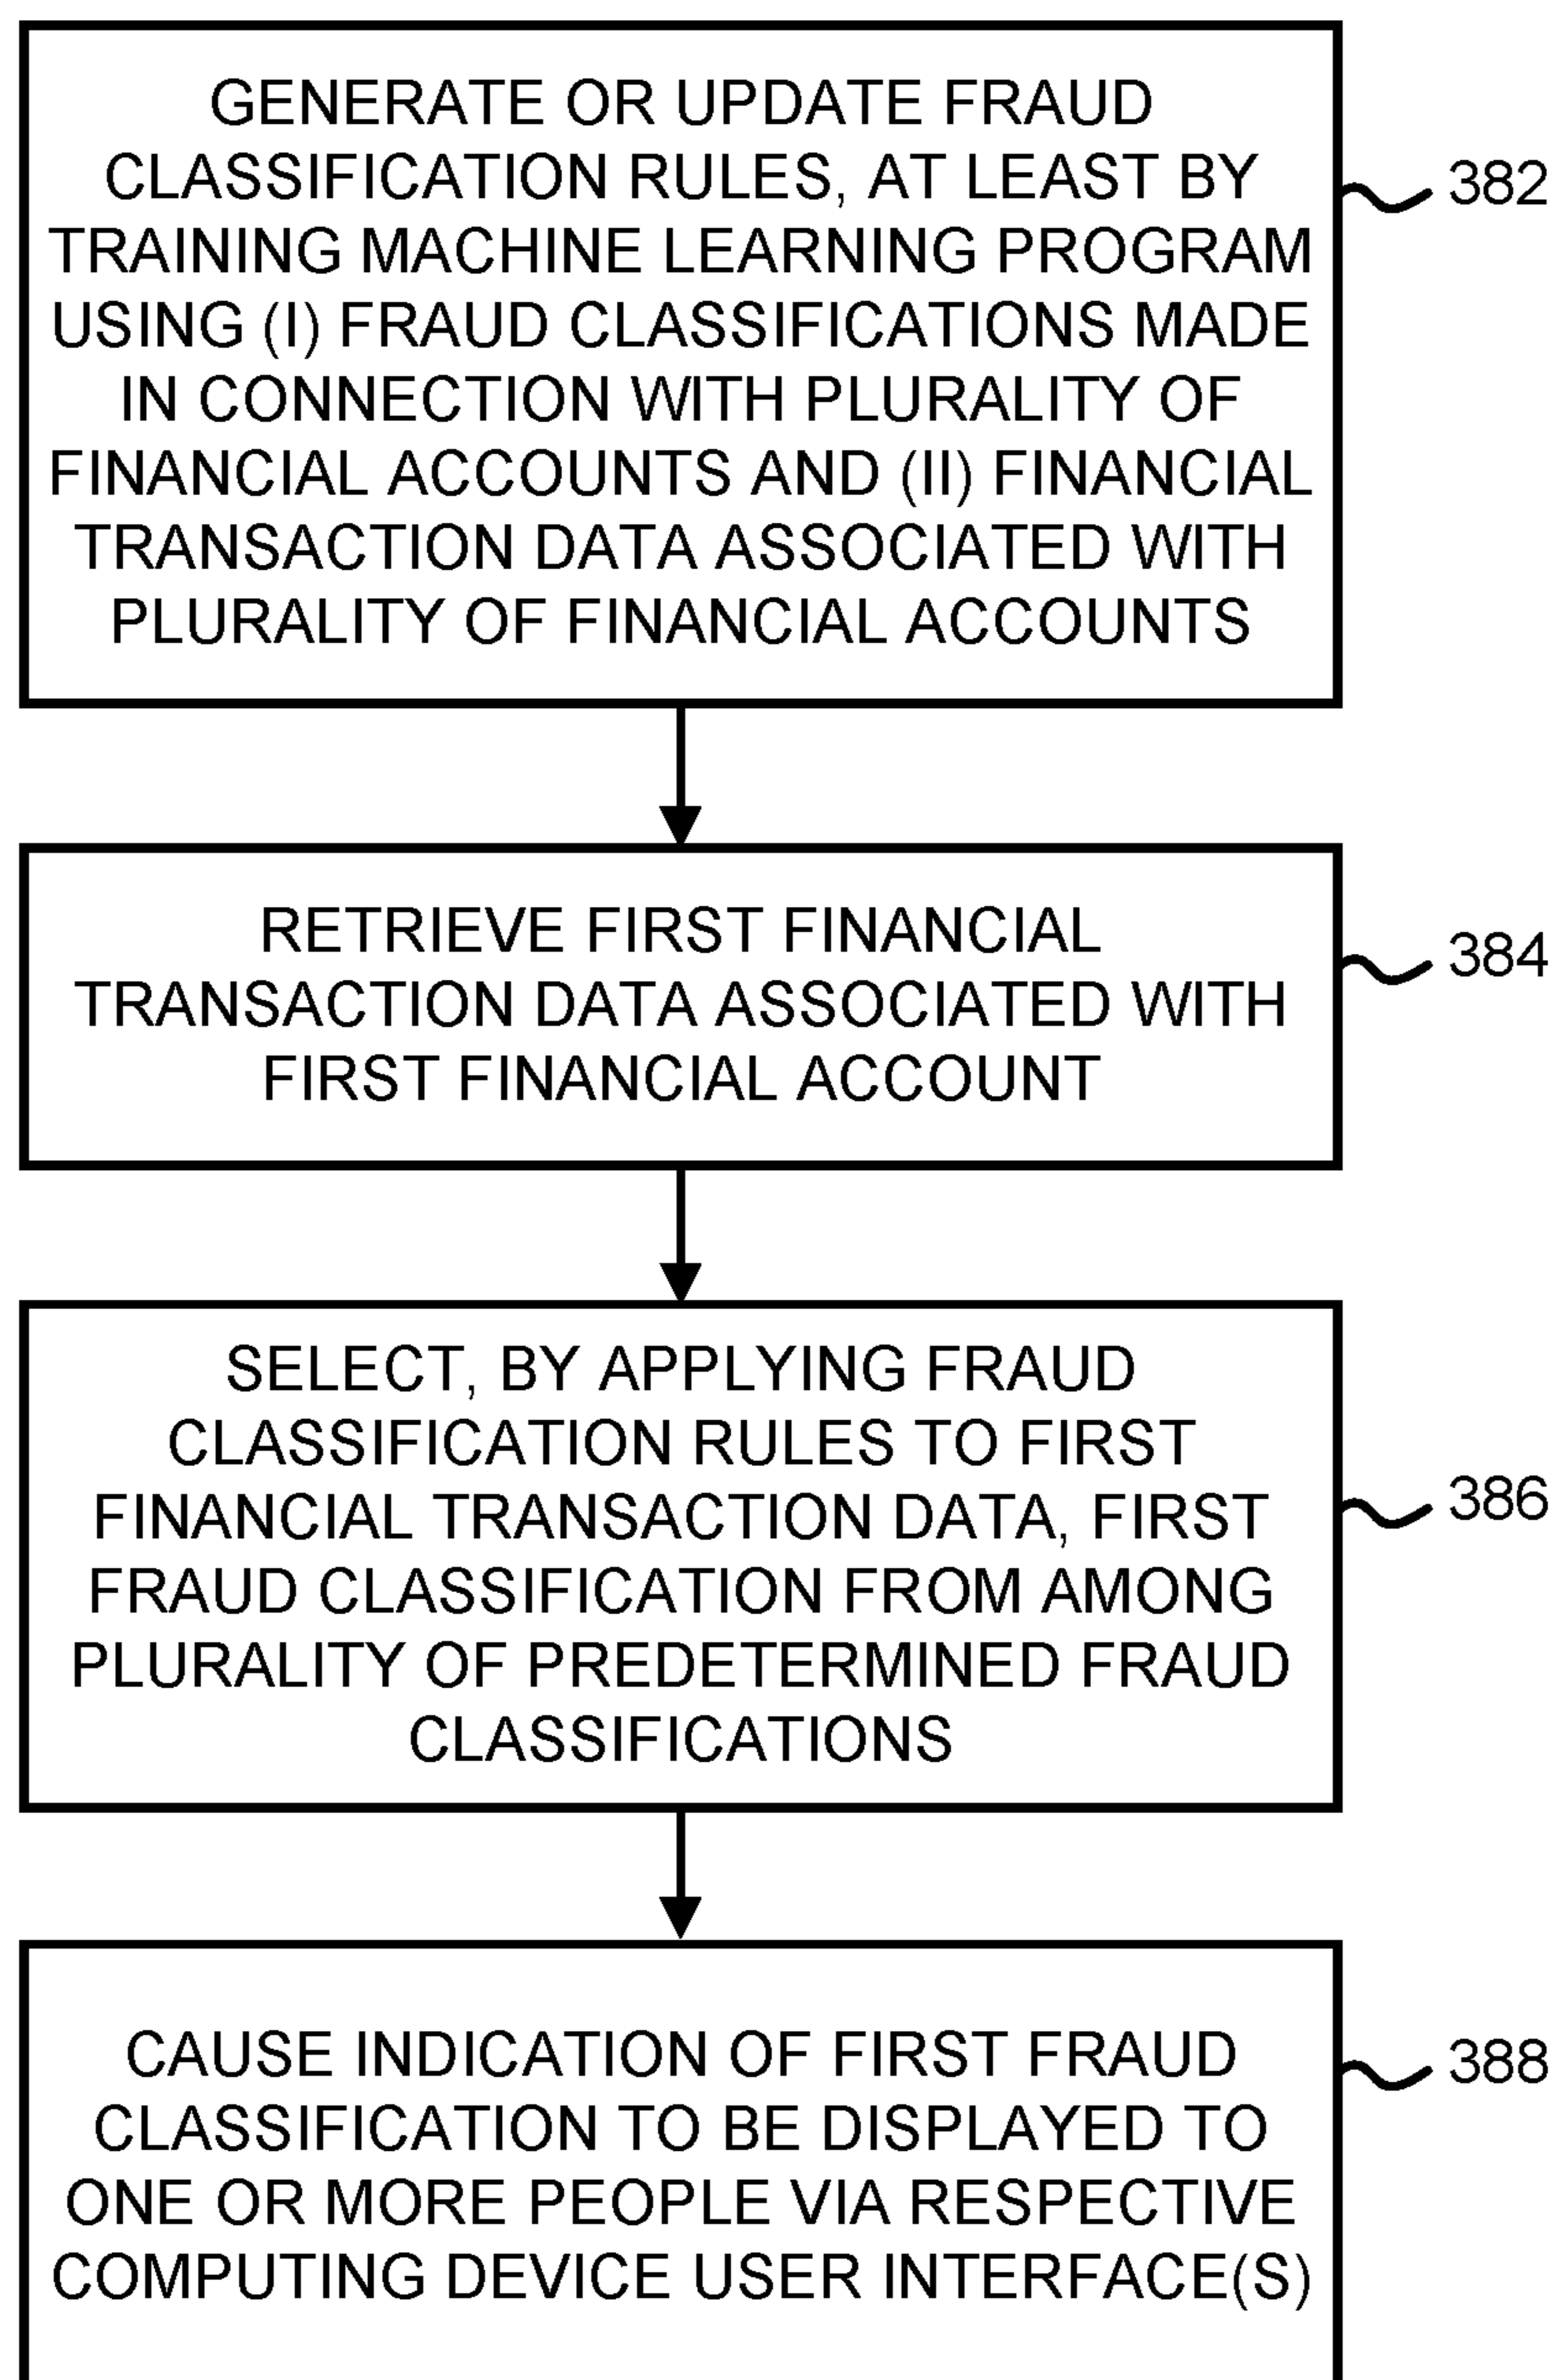 GENERATE OR UPDATE FRAUD
CLASSIFICATION RULES, AT LEAST BY
TRAINING MACHINE LEARNING PROGRAM
USING (I) FRAUD CLASSIFICATIONS MADE
IN CONNECTION WITH PLURALITY OF
FINANCIAL ACCOUNTS AND (II) FINANCIAL
TRANSACTION DATA ASSOCIATED WITH
PLURALITY OF FINANCIAL ACCOUNTS
382
RETRIEVE FIRST FINANCIAL
TRANSACTION DATA ASSOCIATED WITH
FIRST FINANCIAL ACCOUNT
384
SELECT, BY APPLYING FRAUD
CLASSIFICATION RULES TO FIRST
FINANCIAL TRANSACTION DATA, FIRST
FRAUD CLASSIFICATION FROM AMONG
PLURALITY OF PREDETERMINED FRAUD
CLASSIFICATIONS
386
CAUSE INDICATION OF FIRST FRAUD
CLASSIFICATION TO BE DISPLAYED TO
ONE OR MORE PEOPLE VIA RESPECTIVE
COMPUTING DEVICE USER INTERFACE(S)
388